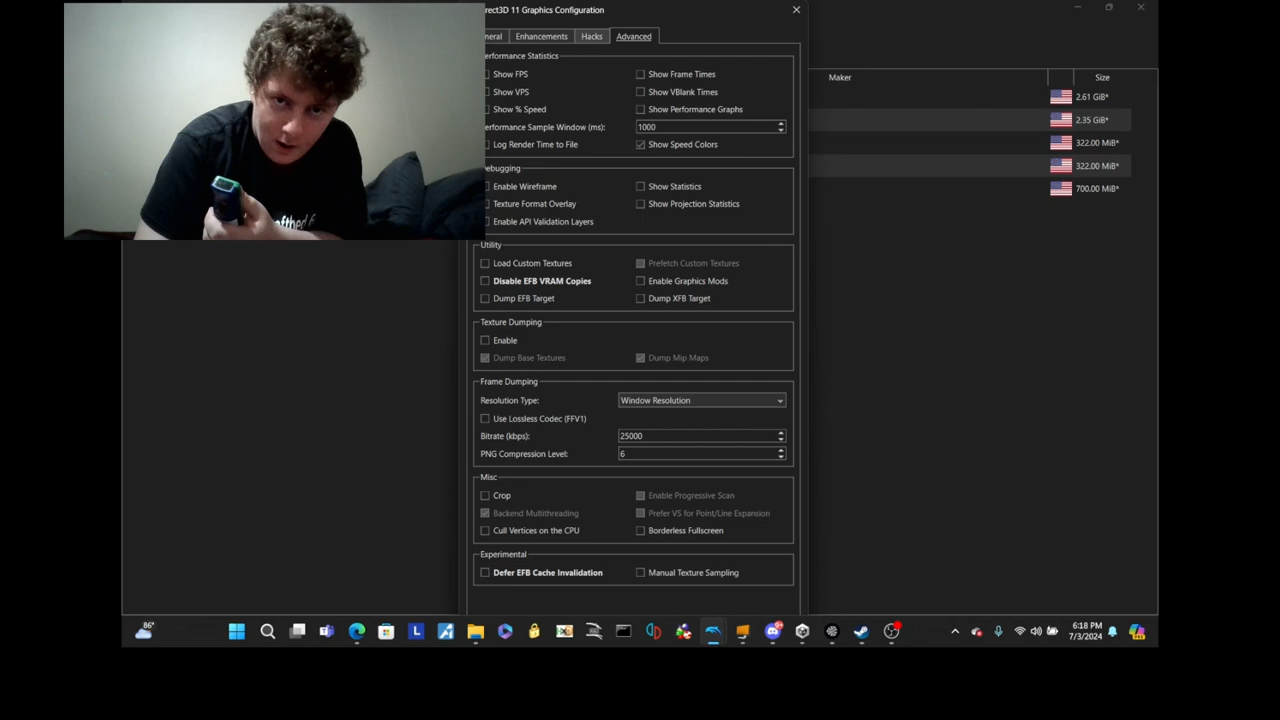 rect3D 11 Graphics Configuration
neral Enhancements Hacks Advanced
Maker Size
erformance Statistics
Show FPS Show Frame Times
Show VPS Show VBlank Times
Show % Speed Show Performance Graphs
erformance Sample Window (ms): 1000
Log Render Time to File Show Speed Colors
2.61 GiB*
2.35 GiB*
322.00 MiB*
322.00 MiB*
700.00 MiB*
ebugging
Enable Wireframe Show Statistics
Texture Format Overlay Show Projection Statistics
Enable API Validation Layers
Utility
Load Custom Textures Prefetch Custom Textures
Disable EFB VRAM Copies Enable Graphics Mods
Dump EFB Target Dump XFB Target
Texture Dumping
Enable
Dump Base Textures Dump Mip Maps
Frame Dumping
Resolution Type: Window Resolution
Use Lossless Codec (FFV1)
Bitrate (kbps): 25000
PNG Compression Level: 6
Misc
Crop Enable Progressive Scan
Backend Multithreading Prefer VS for Point/Line Expansion
Cull Vertices on the CPU Borderless Fullscreen
Experimental
Defer EFB Cache Invalidation Manual Texture Sampling
86°
6:18 PM
7/3/2024